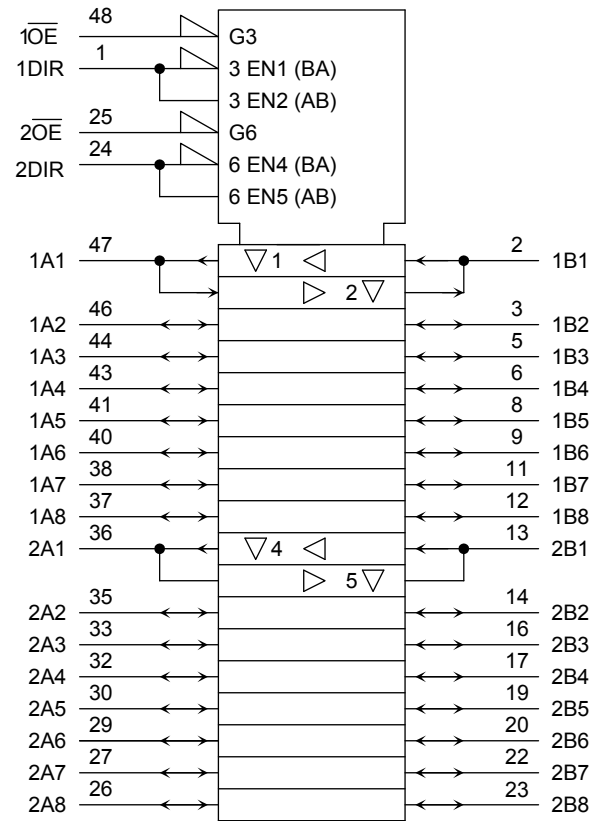 1OE 48 G3
1DIR 1 3 EN1 (BA)
3 EN2 (AB)
2OE 25 G6
2DIR 24 6 EN4 (BA)
6 EN5 (AB)
1A1 47 ▽ 1 ◁ 2 1B1
▷ 2 ▽
1A2 46 3 1B2
1A3 44 5 1B3
1A4 43 6 1B4
1A5 41 8 1B5
1A6 40 9 1B6
1A7 38 11 1B7
1A8 37 12 1B8
2A1 36 ▽ 4 ◁ 13 2B1
▷ 5 ▽
2A2 35 14 2B2
2A3 33 16 2B3
2A4 32 17 2B4
2A5 30 19 2B5
2A6 29 20 2B6
2A7 27 22 2B7
2A8 26 23 2B8